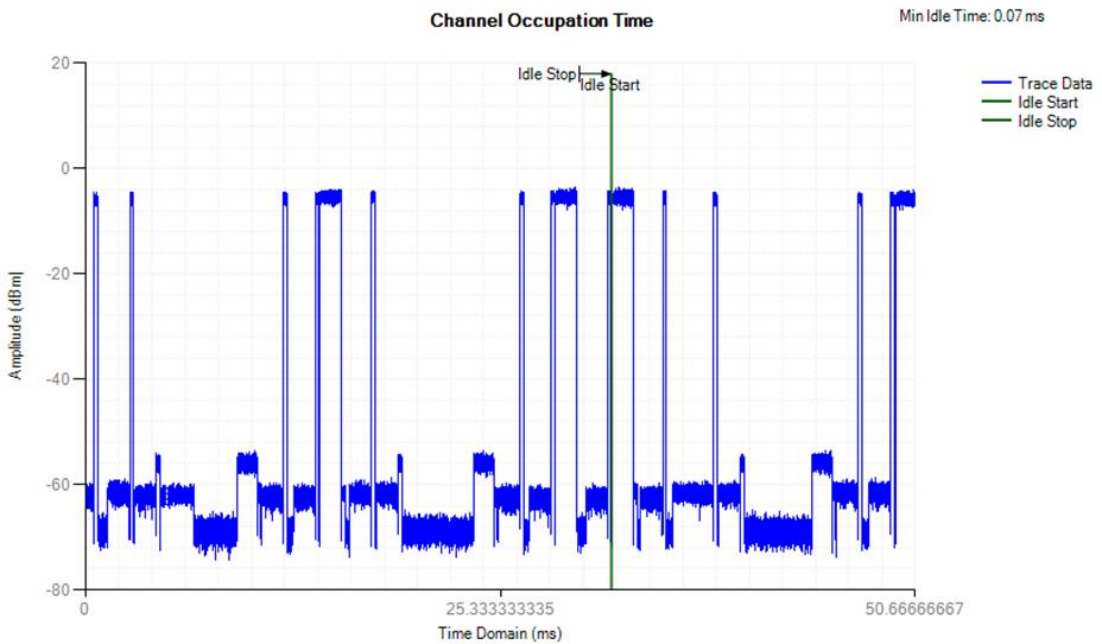 Channel Occupation Time
Min Idle Time: 0.07 ms
20
Idle Stop
Idle Start
Trace Data
Idle Start
Idle Stop
0
-20
-40
-60
-80
Amplitude (dBm)
0
25.333333335
50.66666667
Time Domain (ms)